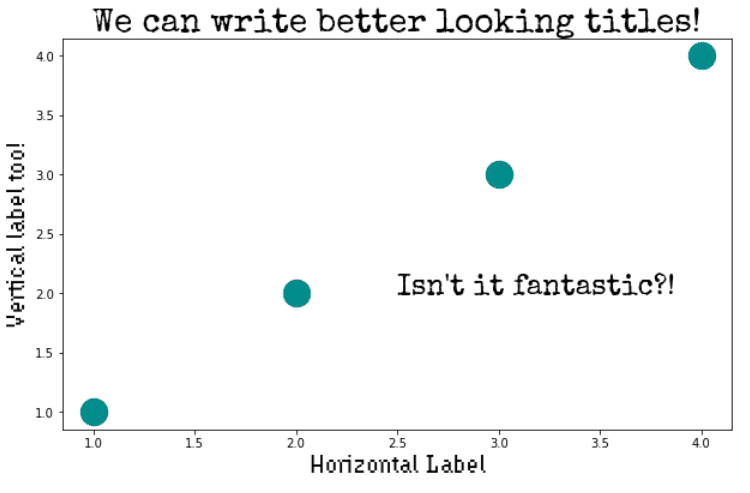 We can write better looking titles!
4.0
3.5
3.0
2.5
2.0
1.5
1.0
Vertical label too!
Isn't it fantastic?!
1.0 1.5 2.0 2.5 3.0 3.5 4.0
Horizontal Label